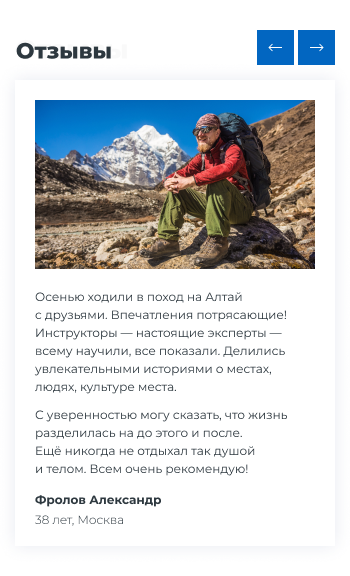 Отзывы
Осенью ходили в поход на Алтай
с друзьями. Впечатления потрясающие!
Инструкторы — настоящие эксперты —
всему научили, все показали. Делились
увлекательными историями о местах,
людях, культуре места.
С уверенностью могу сказать, что жизнь
разделилась на до этого и после.
Ещё никогда не отдыхал так душой
и телом. Всем очень рекомендую!
Фролов Александр
38 лет, Москва